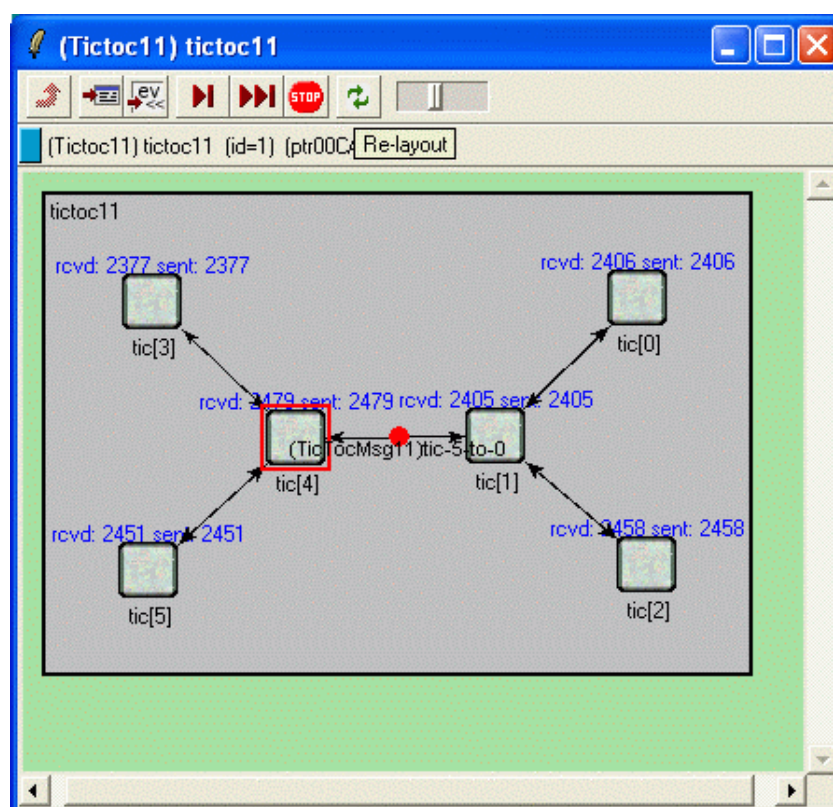 (Tictoc11) tictoc11
ev
<<
STOP
(Tictoc11) tictoc11 (id=1) (ptr00CA
Re-layout
tictoc11
rcvd: 2377 sent: 2377
rcvd: 2406 sent: 2406
tic[3]
tic[0]
rcvd: 2479 sent: 2479
rcvd: 2405 sent: 2405
(TicTocMsg11)tic-5-to-0
tic[4]
tic[1]
rcvd: 2451 sent: 2451
rcvd: 2458 sent: 2458
tic[5]
tic[2]